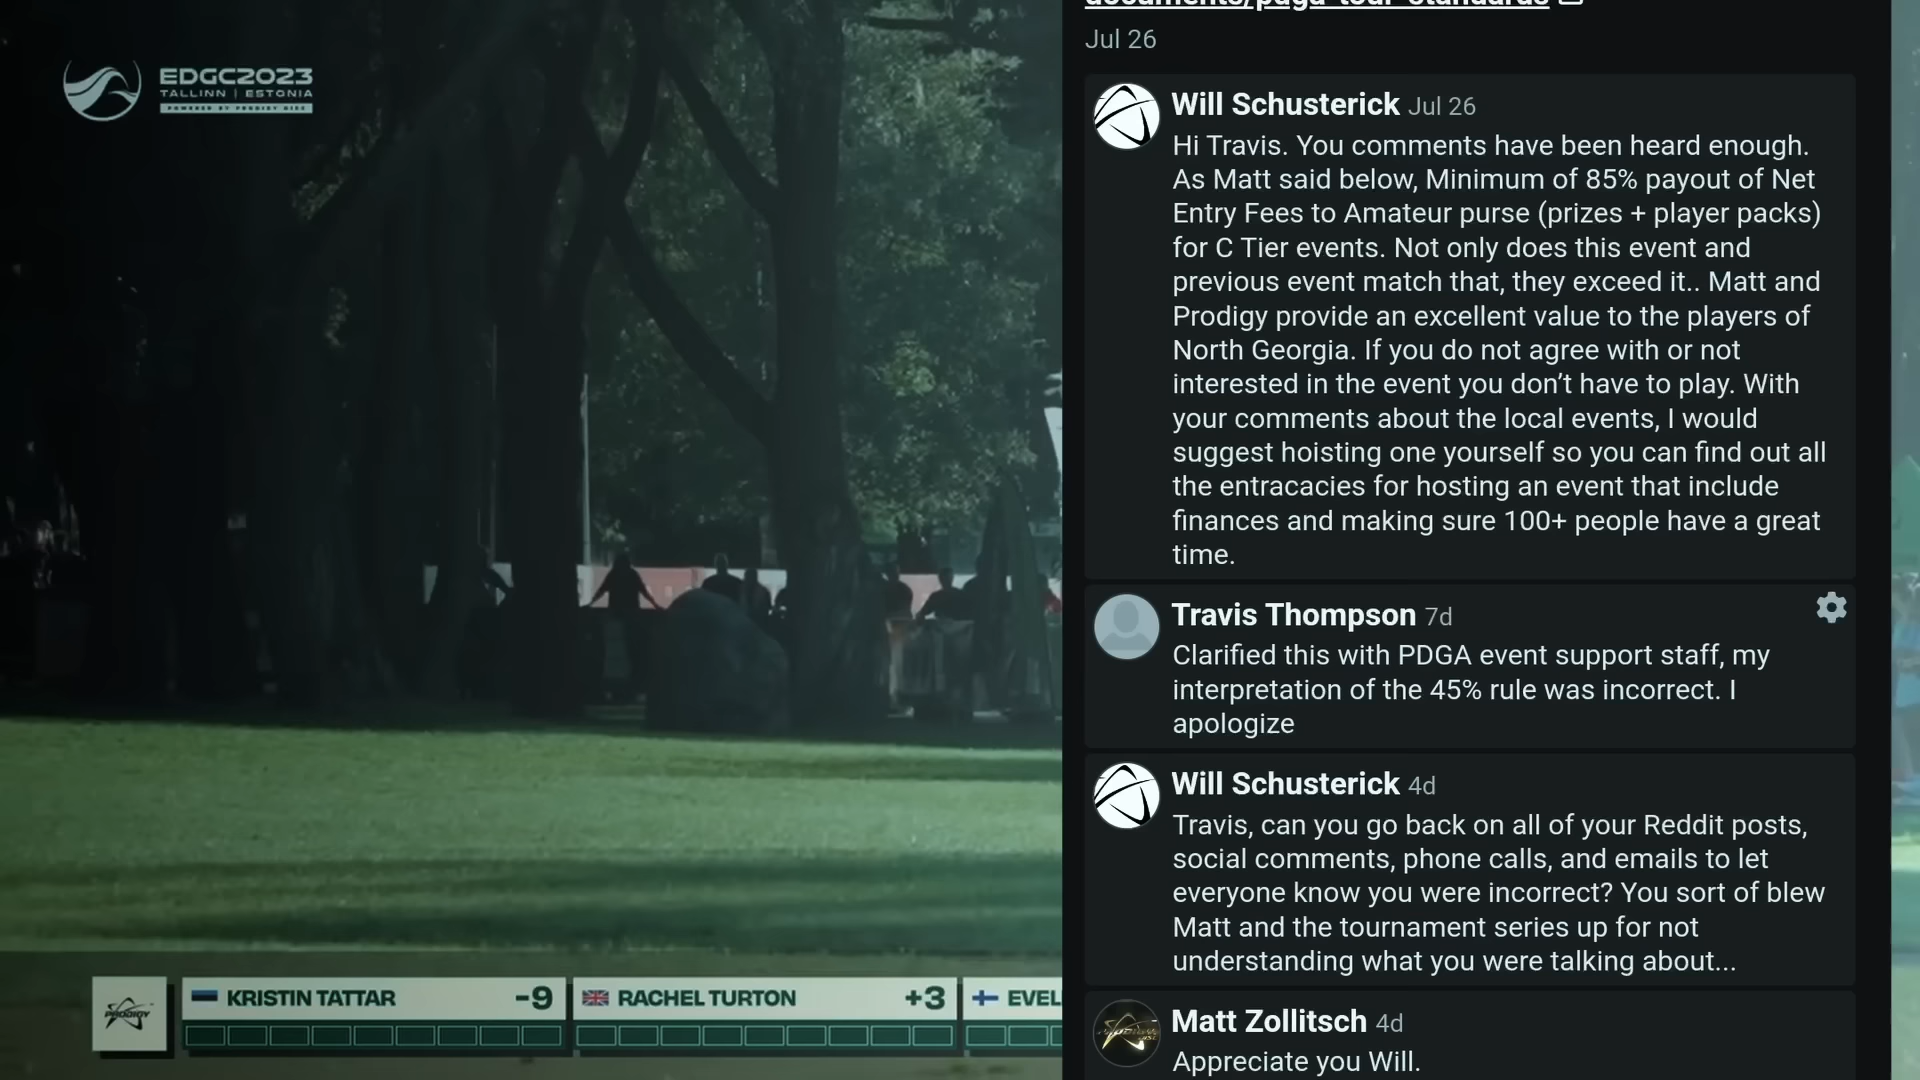 EDGC2023
TALLINN | ESTONIA
POWERED BY PRODIGY DISC
documents/pdga-tour-standards
Jul 26
Will Schusterick Jul 26
Hi Travis. You comments have been heard enough.
As Matt said below, Minimum of 85% payout of Net
Entry Fees to Amateur purse (prizes + player packs)
for C Tier events. Not only does this event and
previous event match that, they exceed it.. Matt and
Prodigy provide an excellent value to the players of
North Georgia. If you do not agree with or not
interested in the event you don’t have to play. With
your comments about the local events, I would
suggest hoisting one yourself so you can find out all
the entracacies for hosting an event that include
finances and making sure 100+ people have a great
time.
Travis Thompson 7d
Clarified this with PDGA event support staff, my
interpretation of the 45% rule was incorrect. I
apologize
Will Schusterick 4d
Travis, can you go back on all of your Reddit posts,
social comments, phone calls, and emails to let
everyone know you were incorrect? You sort of blew
Matt and the tournament series up for not
understanding what you were talking about...
Matt Zollitsch 4d
Appreciate you Will.
PRODIGY
KRISTIN TATTAR -9
RACHEL TURTON +3
EVEL